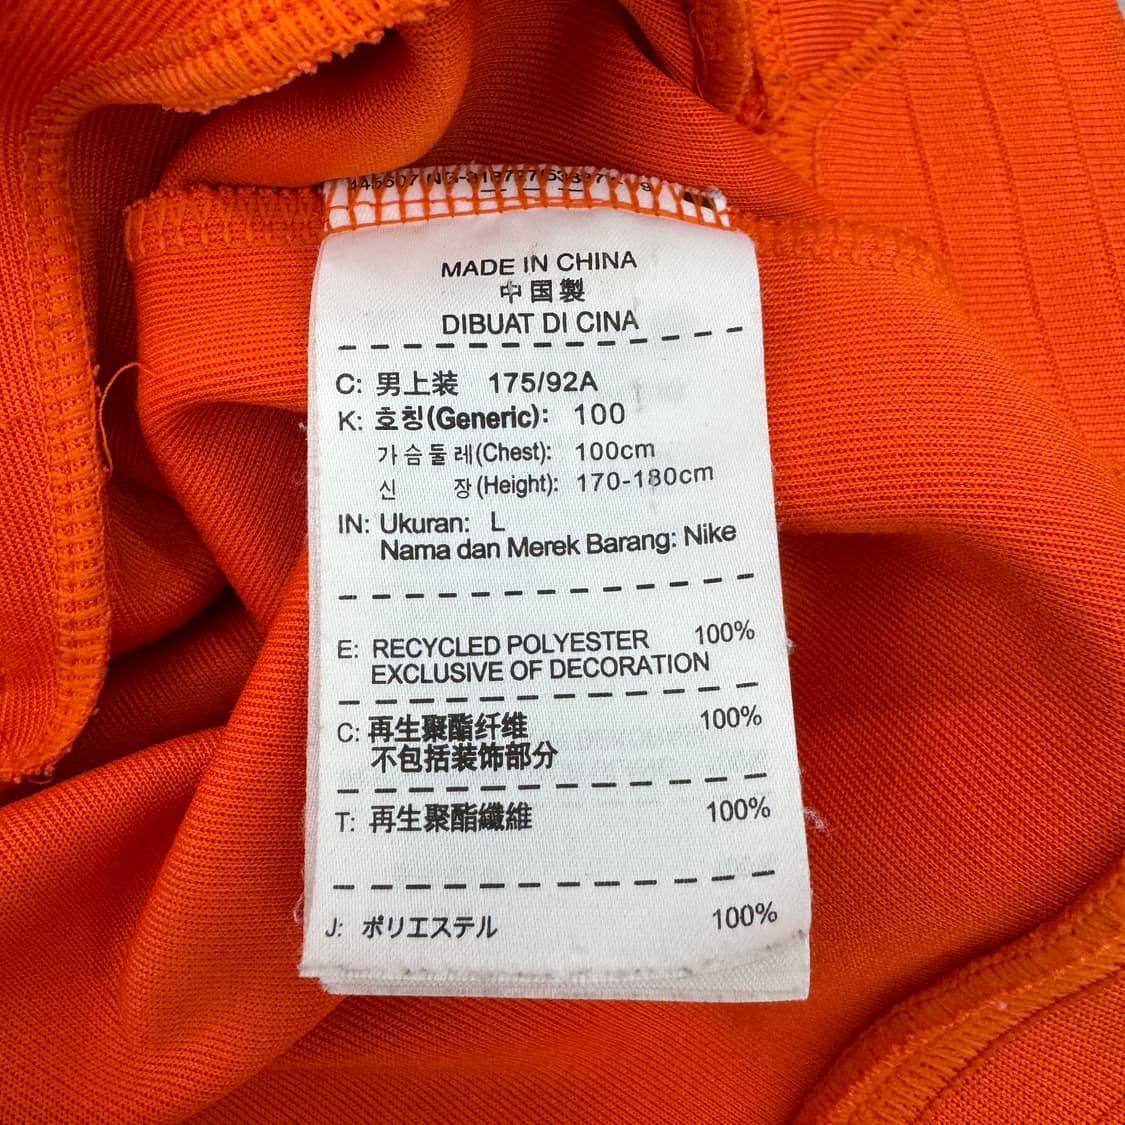 MADE IN CHINA
中国製
DIBUAT DI CINA
C: 男上装 175/92A
K: 호칭(Generic): 100
가슴둘레(Chest): 100cm
신 장(Height): 170-180cm
IN: Ukuran: L
Nama dan Merek Barang: Nike
E: RECYCLED POLYESTER 100%
EXCLUSIVE OF DECORATION
C: 再生聚酯纤维 100%
不包括装饰部分
T: 再生聚酯纖維 100%
J: ポリエステル 100%